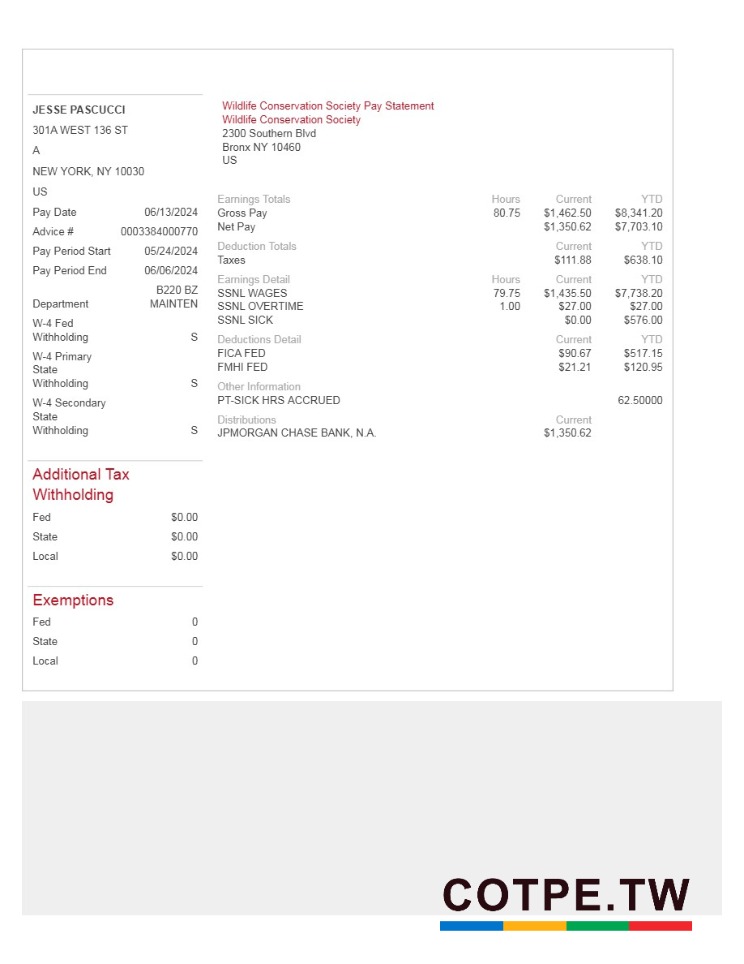 JESSE PASCUCCI
301A WEST 136 ST
A
NEW YORK, NY 10030
US
Pay Date 06/13/2024
Advice # 0003384000770
Pay Period Start 05/24/2024
Pay Period End 06/06/2024
B220 BZ
Department MAINTEN
W-4 Fed
Withholding S
W-4 Primary
State
Withholding S
W-4 Secondary
State
Withholding S
Additional Tax
Withholding
Fed $0.00
State $0.00
Local $0.00
Exemptions
Fed 0
State 0
Local 0
Wildlife Conservation Society Pay Statement
Wildlife Conservation Society
2300 Southern Blvd
Bronx NY 10460
US
Earnings Totals Hours Current YTD
Gross Pay 80.75 $1,462.50 $8,341.20
Net Pay $1,350.62 $7,703.10
Deduction Totals Current YTD
Taxes $111.88 $638.10
Earnings Detail Hours Current YTD
SSNL WAGES 79.75 $1,435.50 $7,738.20
SSNL OVERTIME 1.00 $27.00 $27.00
SSNL SICK $0.00 $576.00
Deductions Detail Current YTD
FICA FED $90.67 $517.15
FMHI FED $21.21 $120.95
Other Information
PT-SICK HRS ACCRUED 62.50000
Distributions Current
JPMORGAN CHASE BANK, N.A. $1,350.62
COTPE.TW